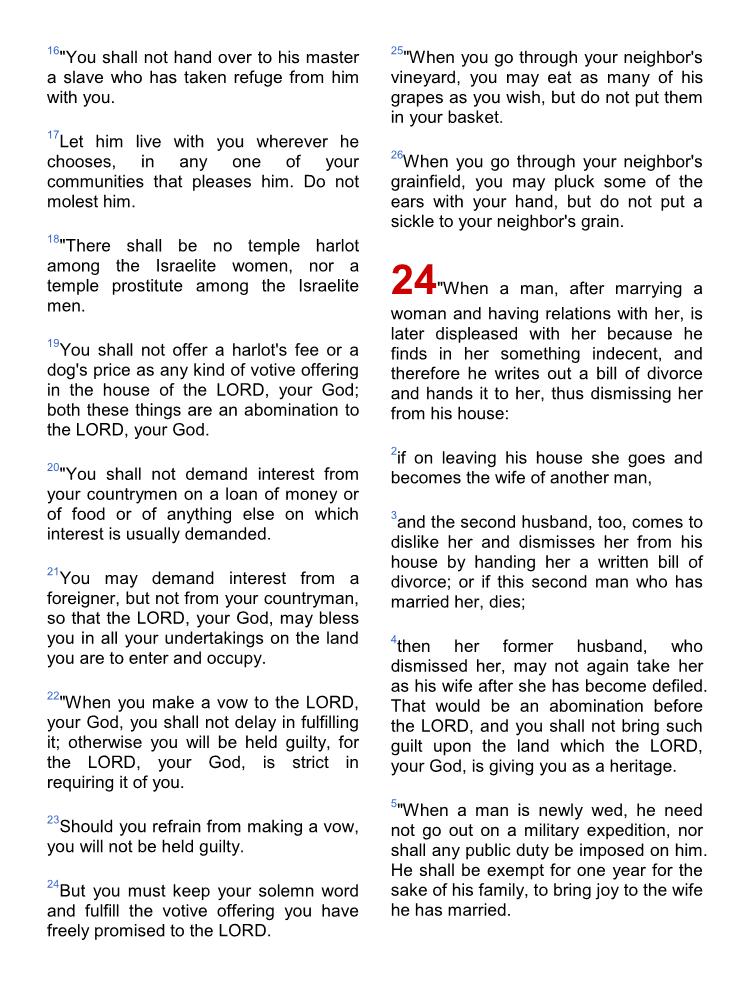 16"You shall not hand over to his master
a slave who has taken refuge from him
with you.
17Let him live with you wherever he
chooses, in any one of your
communities that pleases him. Do not
molest him.
18"There shall be no temple harlot
among the Israelite women, nor a
temple prostitute among the Israelite
men.
19You shall not offer a harlot's fee or a
dog's price as any kind of votive offering
in the house of the LORD, your God;
both these things are an abomination to
the LORD, your God.
20"You shall not demand interest from
your countrymen on a loan of money or
of food or of anything else on which
interest is usually demanded.
21You may demand interest from a
foreigner, but not from your countryman,
so that the LORD, your God, may bless
you in all your undertakings on the land
you are to enter and occupy.
22"When you make a vow to the LORD,
your God, you shall not delay in fulfilling
it; otherwise you will be held guilty, for
the LORD, your God, is strict in
requiring it of you.
23Should you refrain from making a vow,
you will not be held guilty.
24But you must keep your solemn word
and fulfill the votive offering you have
freely promised to the LORD.
25"When you go through your neighbor's
vineyard, you may eat as many of his
grapes as you wish, but do not put them
in your basket.
26When you go through your neighbor's
grainfield, you may pluck some of the
ears with your hand, but do not put a
sickle to your neighbor's grain.
24"When a man, after marrying a
woman and having relations with her, is
later displeased with her because he
finds in her something indecent, and
therefore he writes out a bill of divorce
and hands it to her, thus dismissing her
from his house:
2if on leaving his house she goes and
becomes the wife of another man,
3and the second husband, too, comes to
dislike her and dismisses her from his
house by handing her a written bill of
divorce; or if this second man who has
married her, dies;
4then her former husband, who
dismissed her, may not again take her
as his wife after she has become defiled.
That would be an abomination before
the LORD, and you shall not bring such
guilt upon the land which the LORD,
your God, is giving you as a heritage.
5"When a man is newly wed, he need
not go out on a military expedition, nor
shall any public duty be imposed on him.
He shall be exempt for one year for the
sake of his family, to bring joy to the wife
he has married.